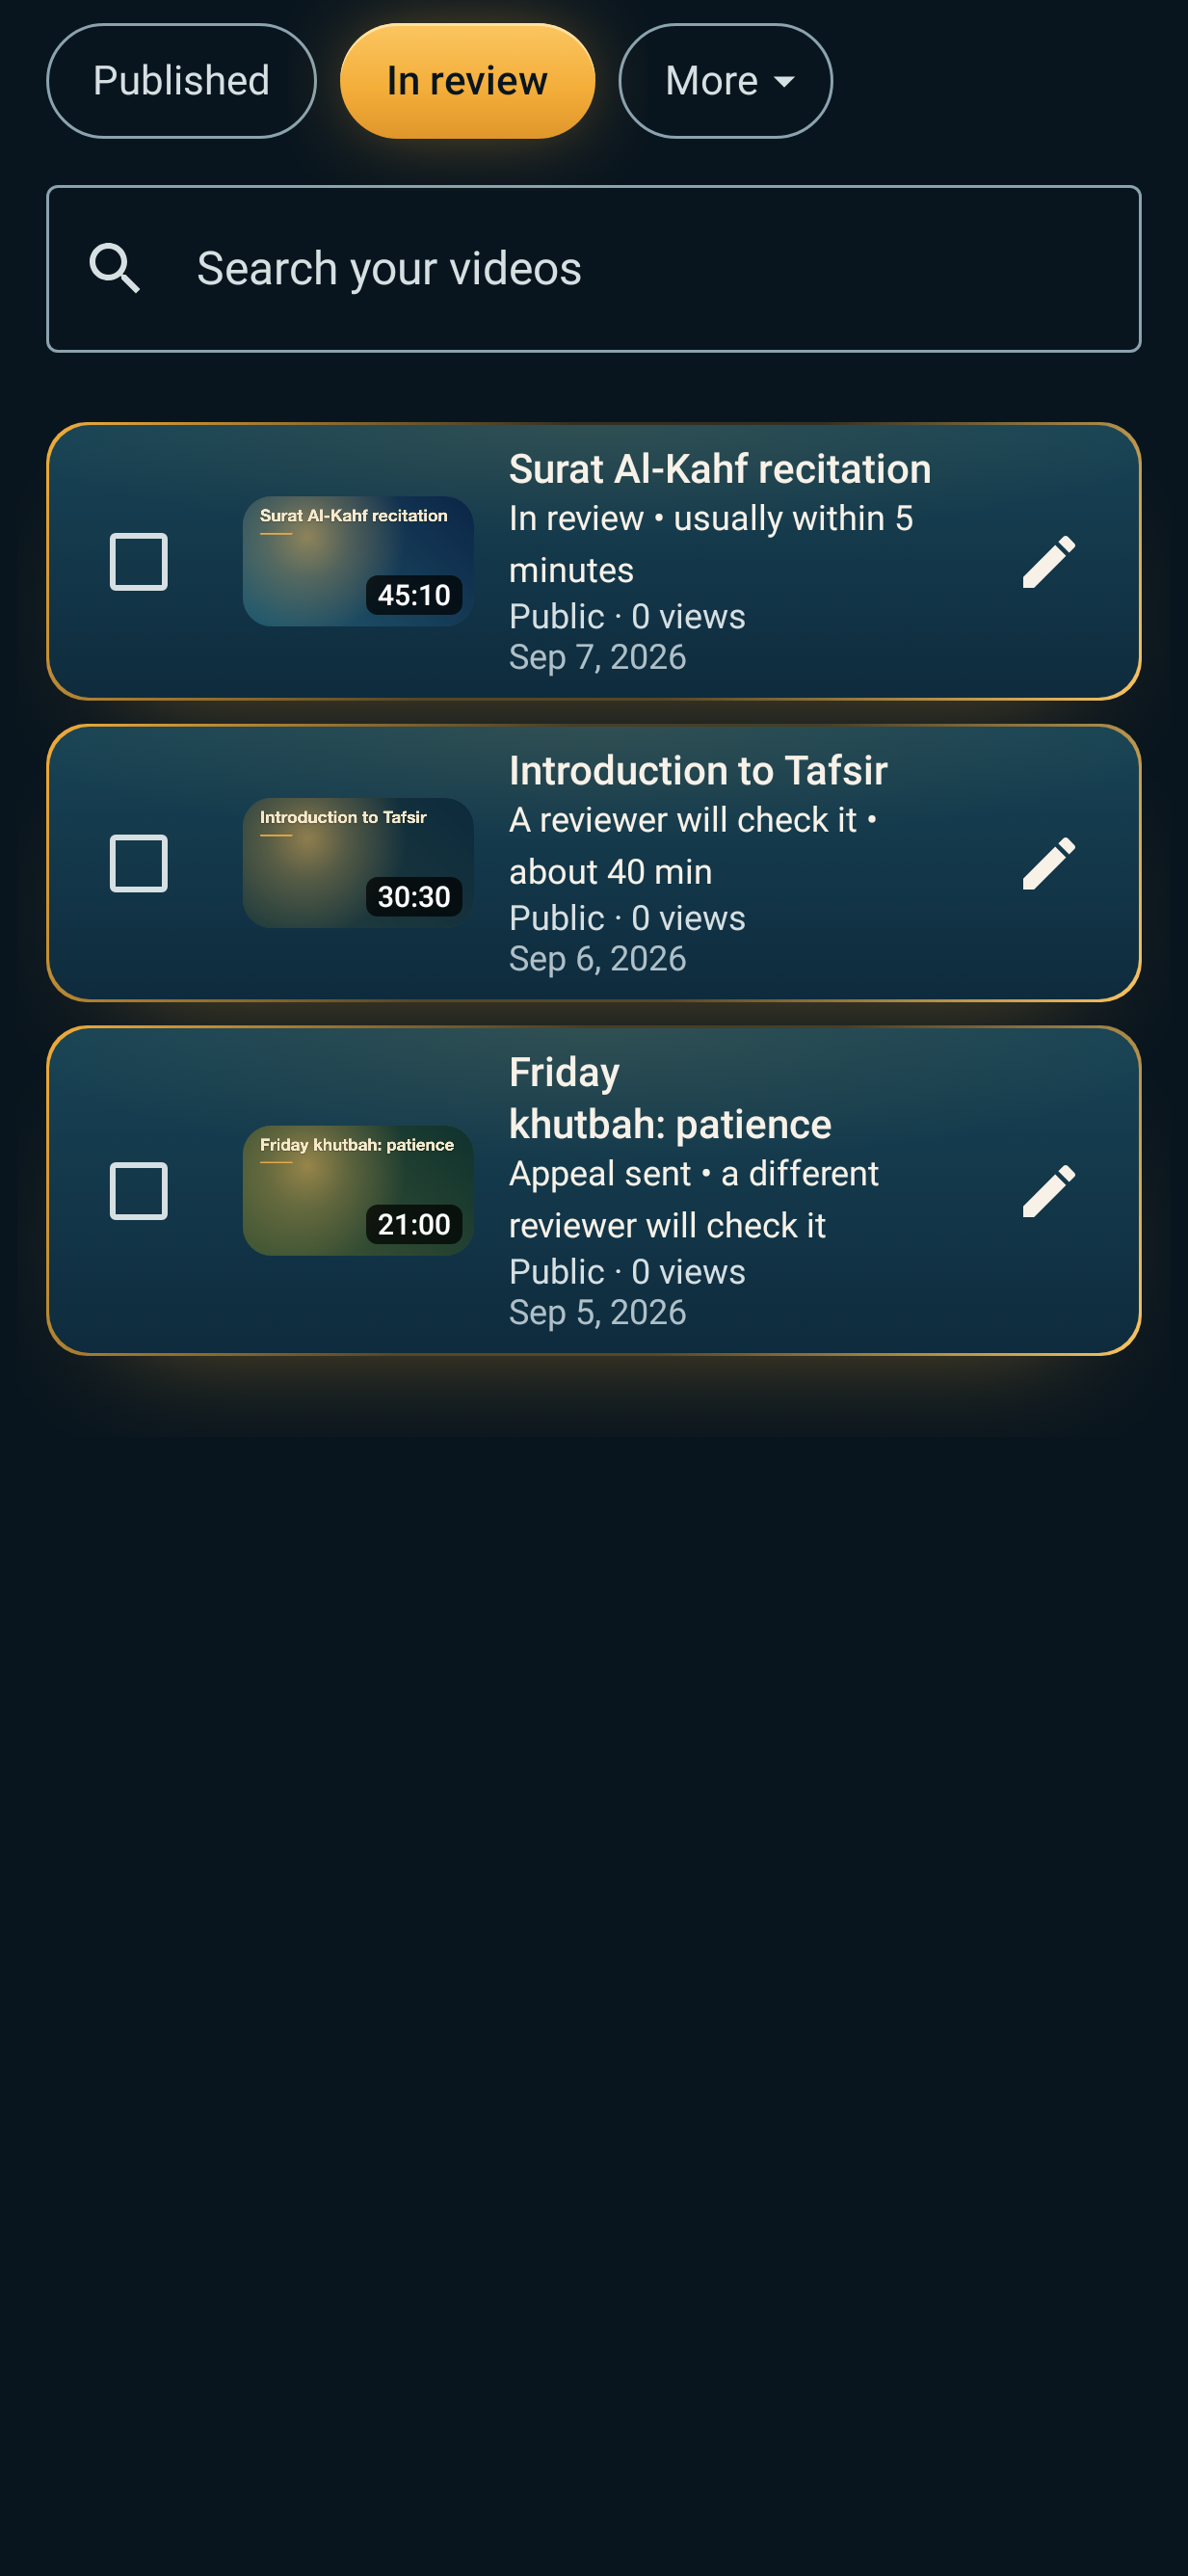 Published
In review
More
Search your videos
Surat Al-Kahf recitation
45:10
Surat Al-Kahf recitation
In review • usually within 5
minutes
Public · 0 views
Sep 7, 2026
Introduction to Tafsir
30:30
Introduction to Tafsir
A reviewer will check it •
about 40 min
Public · 0 views
Sep 6, 2026
Friday khutbah: patience
21:00
Friday
khutbah: patience
Appeal sent • a different
reviewer will check it
Public · 0 views
Sep 5, 2026